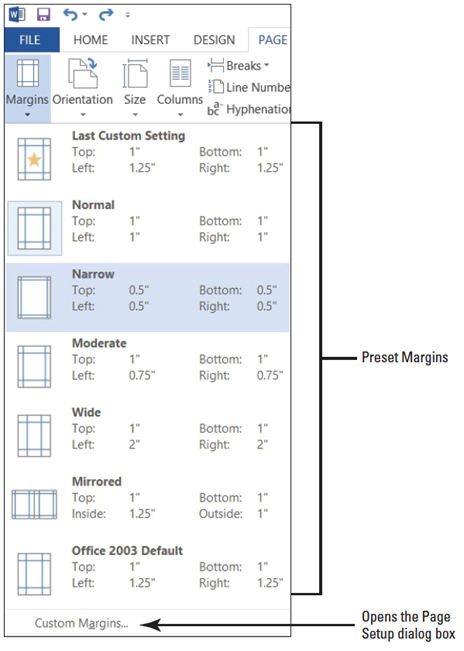 FILE HOME INSERT DESIGN PAGE
Margins Orientation Size Columns
Breaks
Line Numbe
Hyphenation
Last Custom Setting
Top: 1" Bottom: 1"
Left: 1.25" Right: 1.25"
Normal
Top: 1" Bottom: 1"
Left: 1" Right: 1"
Narrow
Top: 0.5" Bottom: 0.5"
Left: 0.5" Right: 0.5"
Moderate
Top: 1" Bottom: 1"
Left: 0.75" Right: 0.75"
Wide
Top: 1" Bottom: 1"
Left: 2" Right: 2"
Mirrored
Top: 1" Bottom: 1"
Inside: 1.25" Outside: 1"
Office 2003 Default
Top: 1" Bottom: 1"
Left: 1.25" Right: 1.25"
Custom Margins...
Preset Margins
Opens the Page
Setup dialog box